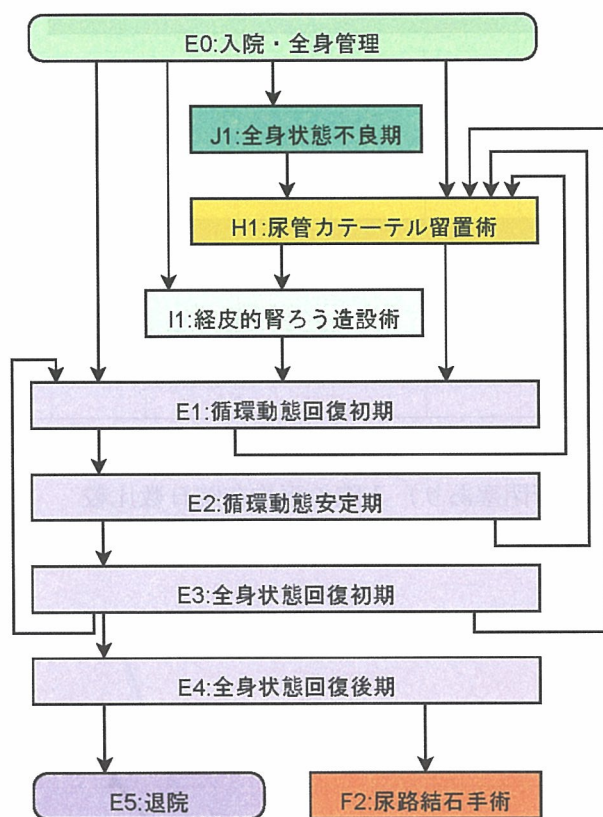 E0:入院・全身管理
J1:全身状態不良期
H1:尿管カテーテル留置術
I1:経皮的腎ろう造設術
E1:循環動態回復初期
E2:循環動態安定期
E3:全身状態回復初期
E4:全身状態回復後期
E5:退院
F2:尿路結石手術